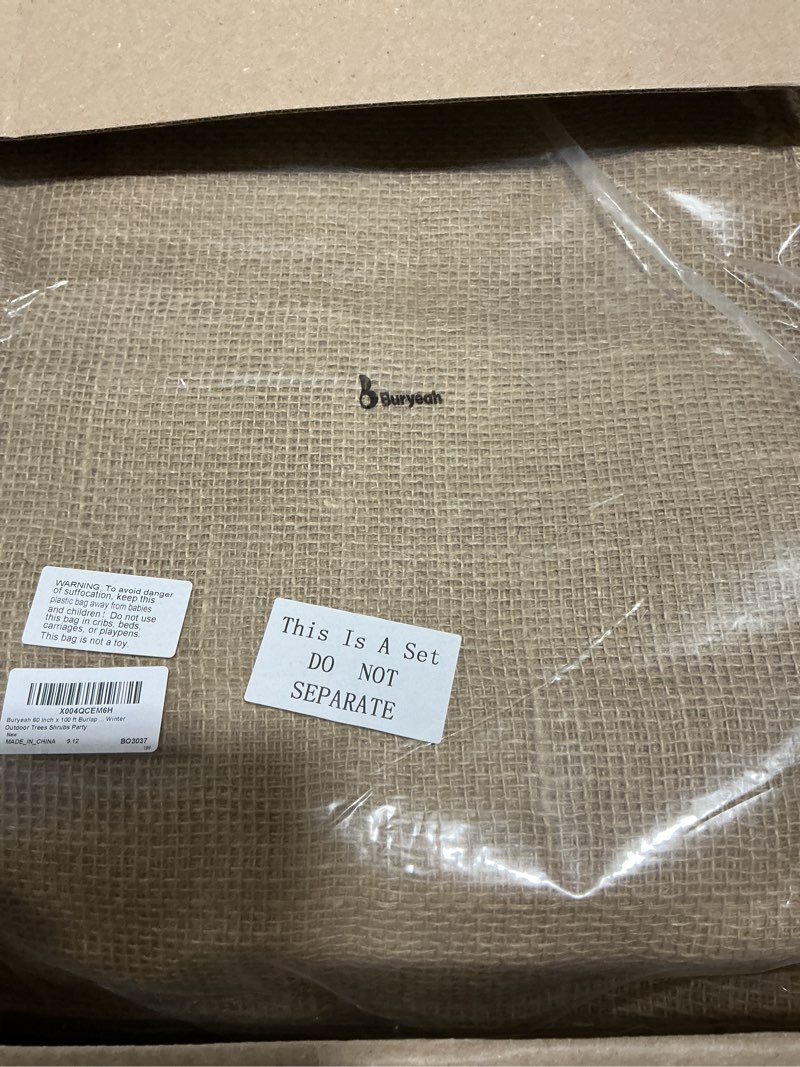 Buryeah
WARNING: To avoid danger
of suffocation, keep this
plastic bag away from babies
and children! Do not use
this bag in cribs, beds,
carriages, or playpens.
This bag is not a toy.
This Is A Set
DO NOT
SEPARATE
X004QCEM6H
Buryeah 60 Inch x 100 ft Burlap ... Winter
Outdoor Trees Shrubs Party
New
MADE_IN_CHINA 9.12 BO3037